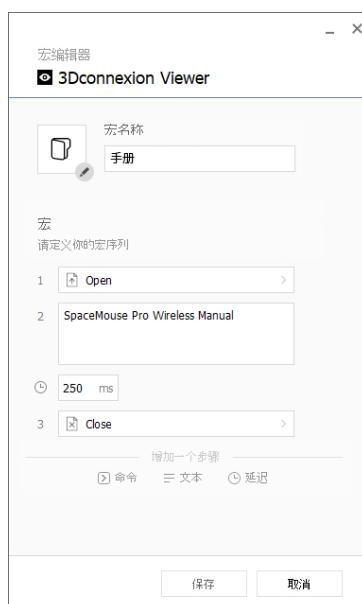 宏编辑器
3Dconnexion Viewer
宏名称
手册
宏
请定义你的宏序列
1 Open
2 SpaceMouse Pro Wireless Manual
250 ms
3 Close
增加一个步骤
命令 文本 延迟
保存 取消